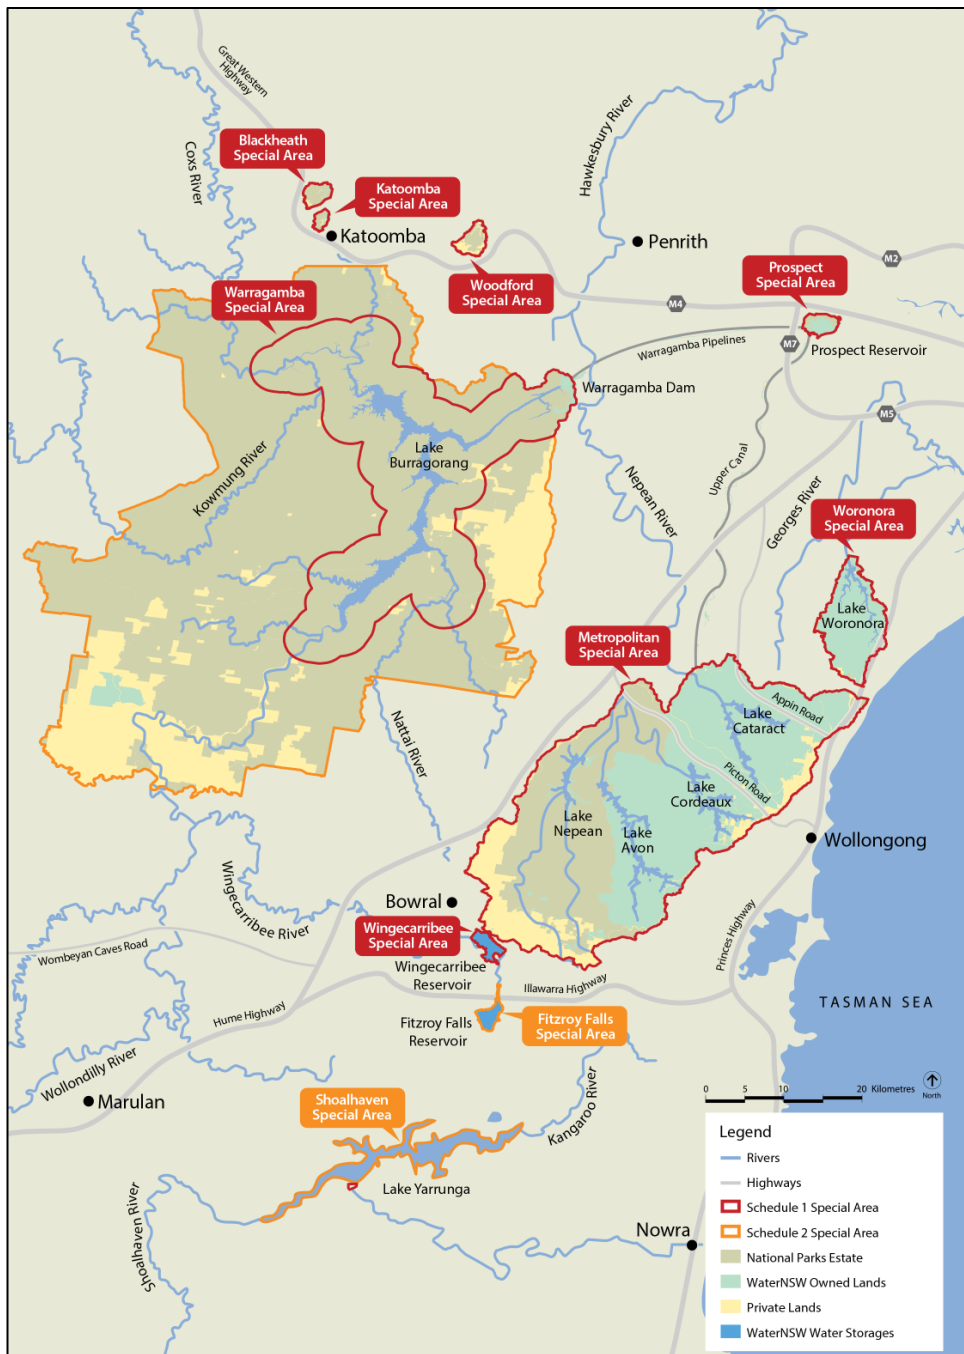 Great Western
Highway
Coxs River
Hawkesbury River
Blackheath
Special Area
Katoomba
Special Area
Katoomba
Penrith
Woodford
Special Area
M2
Prospect
Special Area
Warragamba
Special Area
M4
M7
Prospect Reservoir
Warragamba Pipelines
Warragamba Dam
M5
Lake
Burragorang
Kowmung River
Nepean River
Upper Canal
Georges River
Woronora
Special Area
Lake
Woronora
Metropolitan
Special Area
Appin Road
Lake
Cataract
Nattai River
Picton Road
Lake
Cordeaux
Lake
Nepean
Lake
Avon
Wollongong
Wingecarribee River
Bowral
Wingecarribee
Special Area
Wombeyan Caves Road
Wingecarribee
Reservoir
Princes Highway
Illawarra Highway
Hume Highway
Fitzroy Falls
Reservoir
Fitzroy Falls
Special Area
TASMAN SEA
Wollondilly River
Marulan
Shoalhaven
Special Area
Kangaroo River
Lake Yarrunga
Shoalhaven River
Nowra
0 5 10 20 Kilometres
North
Legend
Rivers
Highways
Schedule 1 Special Area
Schedule 2 Special Area
National Parks Estate
WaterNSW Owned Lands
Private Lands
WaterNSW Water Storages